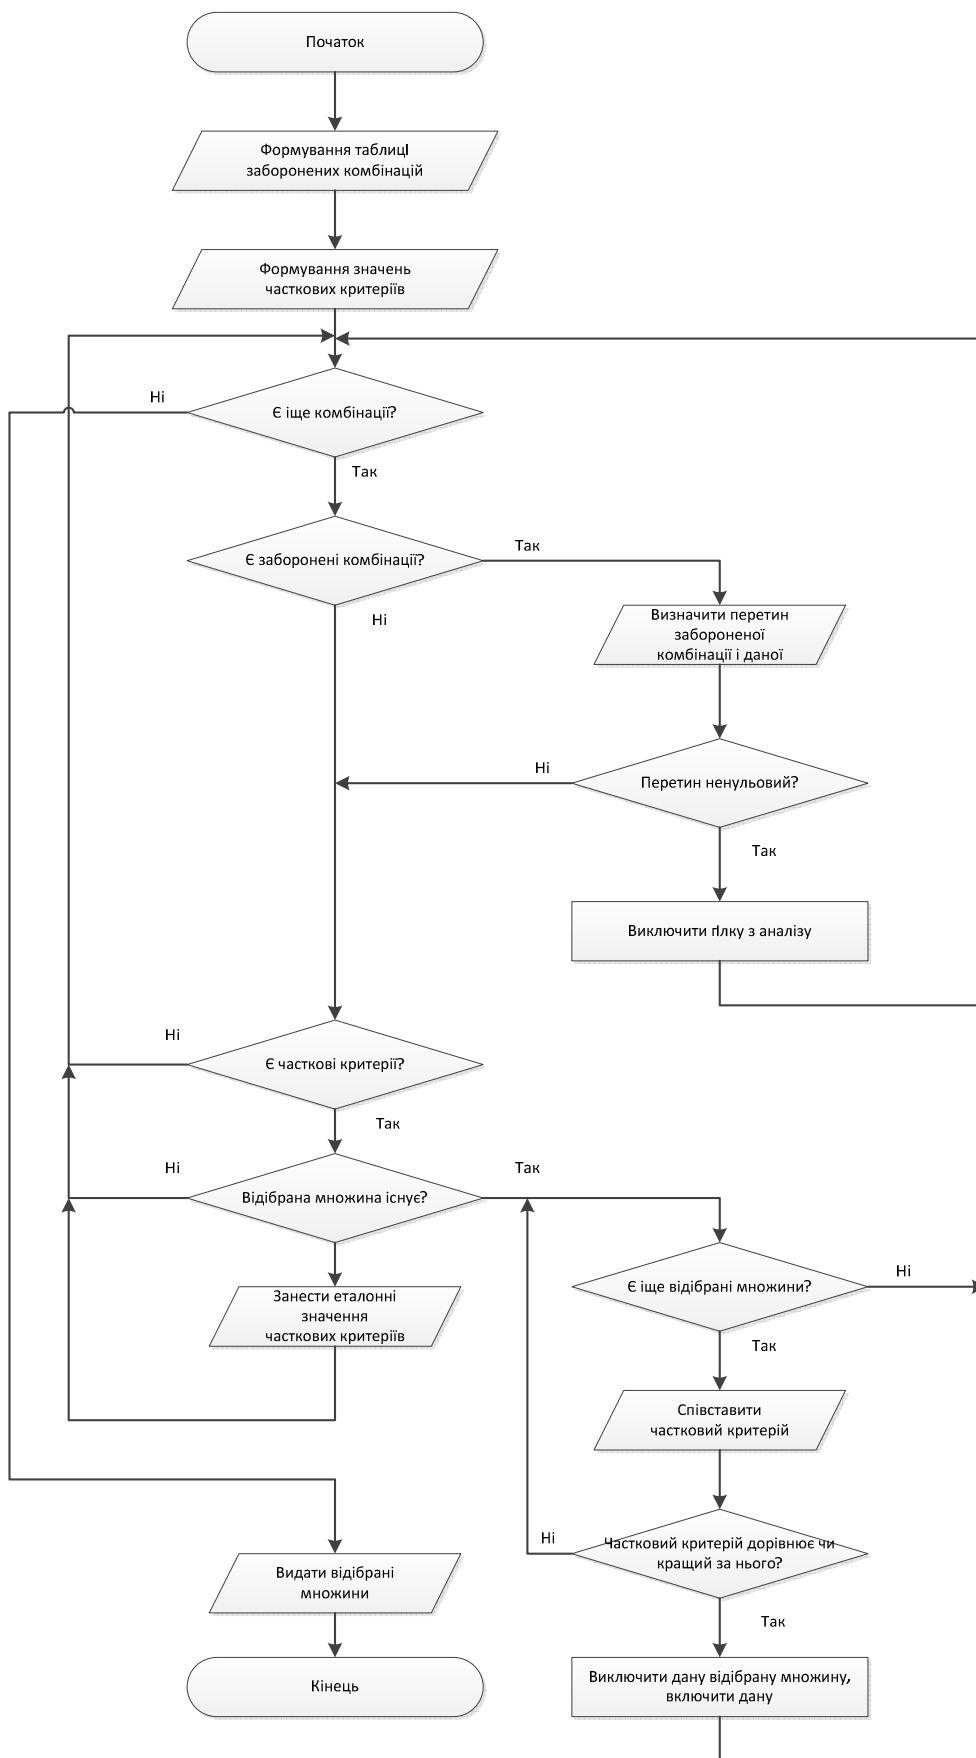 Початок
Формування таблиці
заборонених комбінацій
Формування значень
часткових критеріїв
Ні
Є іще комбінації?
Так
Є заборонені комбінації?
Так
Ні
Визначити перетин
забороненої
комбінації і даної
Ні
Перетин ненульовий?
Так
Виключити гілку з аналізу
Ні
Є часткові критерії?
Так
Ні
Відібрана множина існує?
Так
Занести еталонні
значення
часткових критеріїв
Є іще відібрані множини?
Ні
Так
Співставити
частковий критерій
Ні
Частковий критерій дорівнює чи
кращий за нього?
Так
Видати відібрані
множини
Кінець
Виключити дану відібрану множину,
включити дану